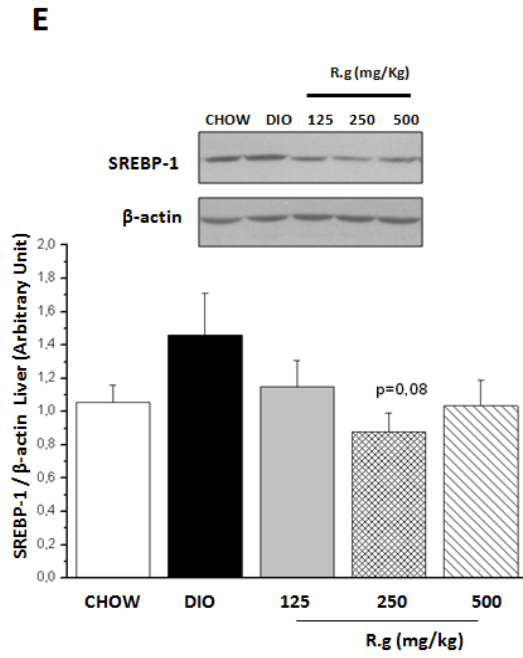 E
R.g (mg/Kg)
CHOW DIO 125 250 500
SREBP-1
β-actin
SREBP-1 / β-actin Liver (Arbitrary Unit)
2,0
1,8
1,6
1,4
1,2
1,0
0,8
0,6
0,4
0,2
0,0
p=0,08
CHOW DIO 125 250 500
R.g (mg/kg)